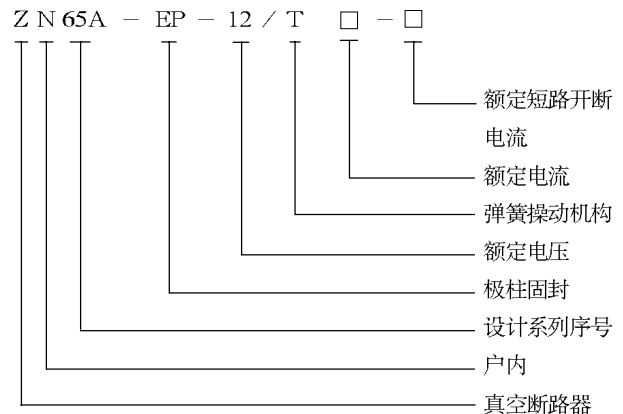 Z N 65A - EP - 12 / T □ - □
额定短路开断
电流
额定电流
弹簧操动机构
额定电压
极柱固封
设计系列序号
户内
真空断路器